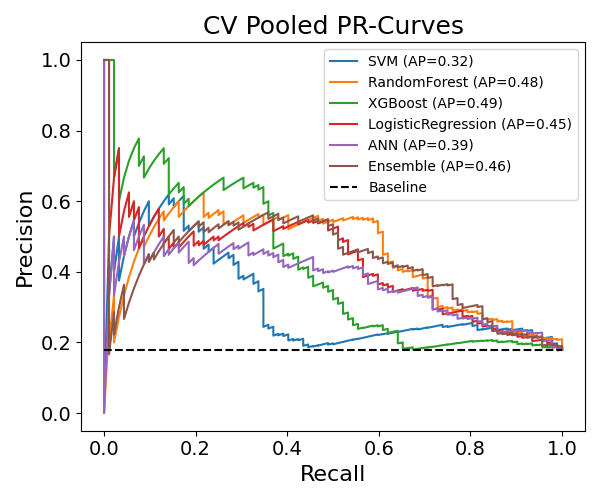 CV Pooled PR-Curves
SVM (AP=0.32)
RandomForest (AP=0.48)
XGBoost (AP=0.49)
LogisticRegression (AP=0.45)
ANN (AP=0.39)
Ensemble (AP=0.46)
Baseline
Precision
1.0
0.8
0.6
0.4
0.2
0.0
0.0 0.2 0.4 0.6 0.8 1.0
Recall